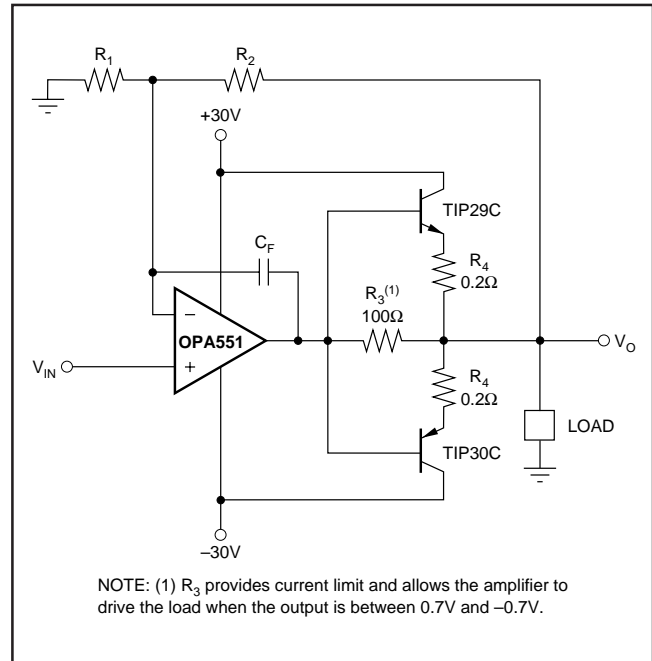 R1
R2
+30V
TIP29C
CF
R4
0.2Ω
R3(1)
100Ω
–
OPA551
+
VIN
VO
R4
0.2Ω
LOAD
TIP30C
–30V
NOTE: (1) R3 provides current limit and allows the amplifier to
drive the load when the output is between 0.7V and –0.7V.